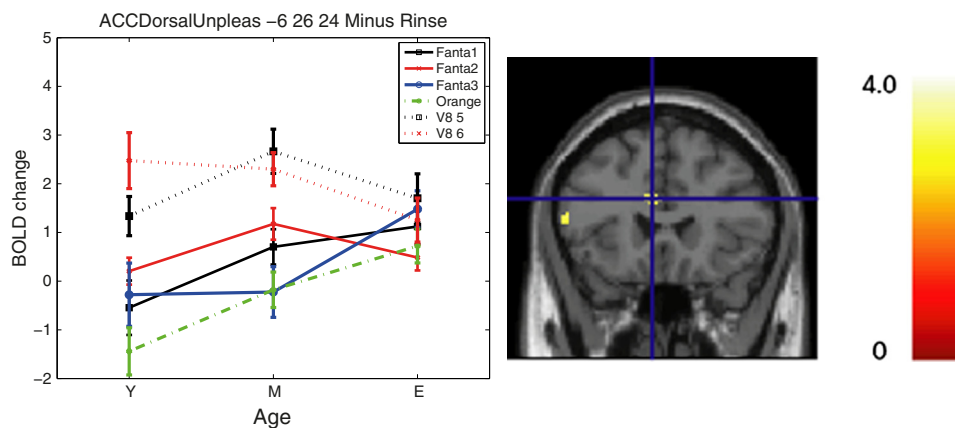 ACCDorsalUnpleas -6 26 24 Minus Rinse
5
4
3
2
1
0
-1
-2
BOLD change
Y
M
E
Age
Fanta1
Fanta2
Fanta3
Orange
V8 5
V8 6
4.0
0